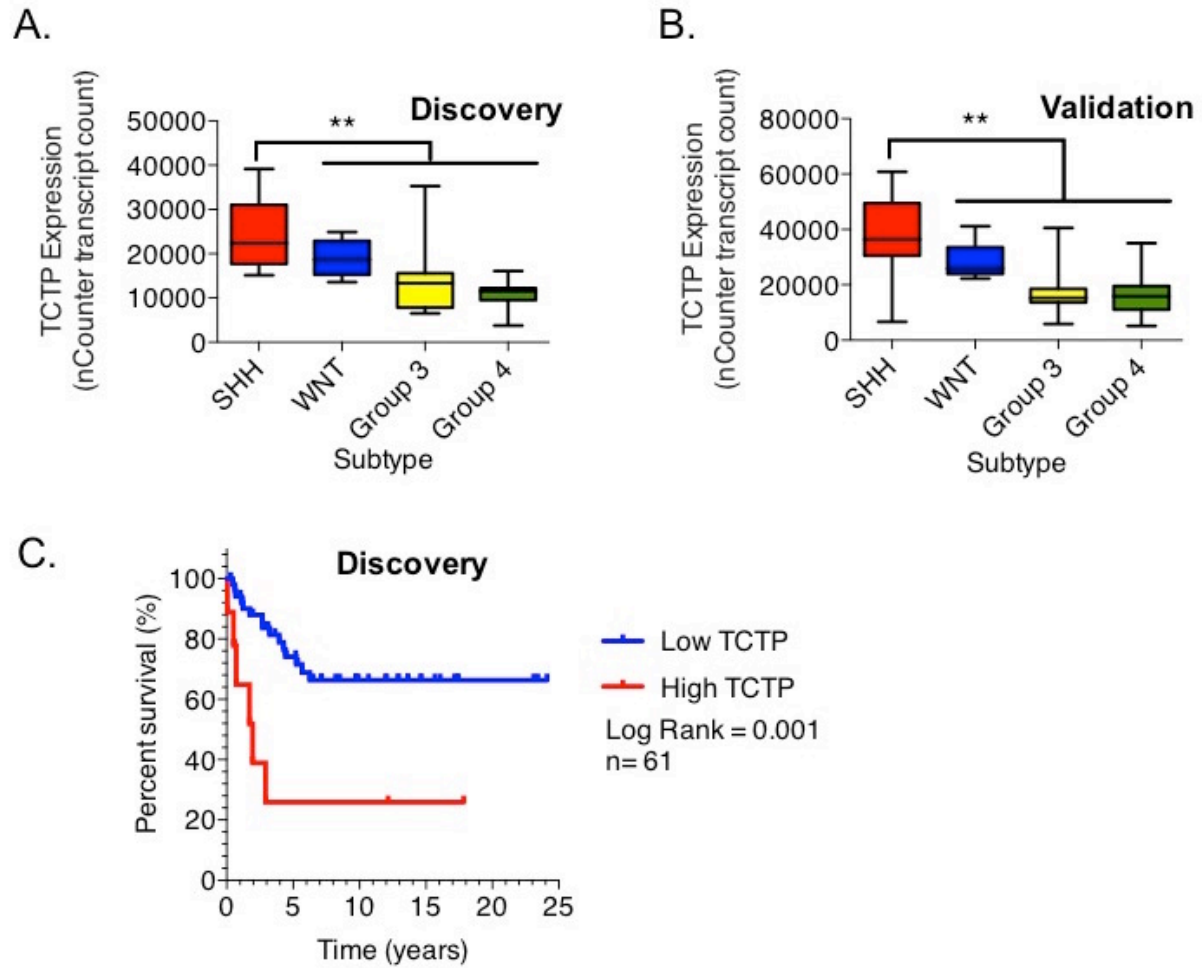 A.
Discovery
TCTP Expression
(nCounter transcript count)
50000
40000
30000
20000
10000
0
**
SHH
WNT
Group 3
Group 4
Subtype
B.
Validation
TCTP Expression
(nCounter transcript count)
80000
60000
40000
20000
0
**
SHH
WNT
Group 3
Group 4
Subtype
C.
Discovery
Percent survival (%)
100
80
60
40
20
0
0 5 10 15 20 25
Time (years)
Low TCTP
High TCTP
Log Rank = 0.001
n= 61